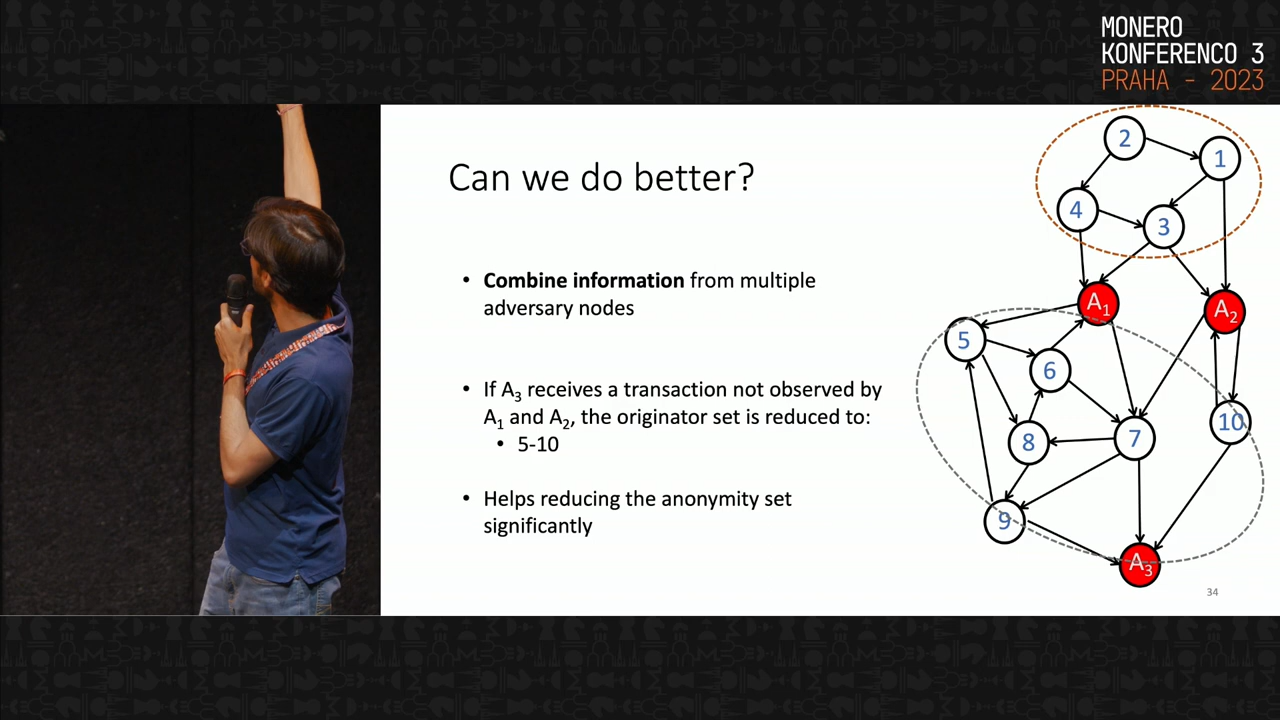 MONERO
KONFERENCO 3
PRAHA - 2023
Can we do better?
• Combine information from multiple
adversary nodes
• If A₃ receives a transaction not observed by
A₁ and A₂, the originator set is reduced to:
• 5-10
• Helps reducing the anonymity set
significantly
2
1
4
3
A₁
A₂
5
6
10
8
7
9
A₃
34